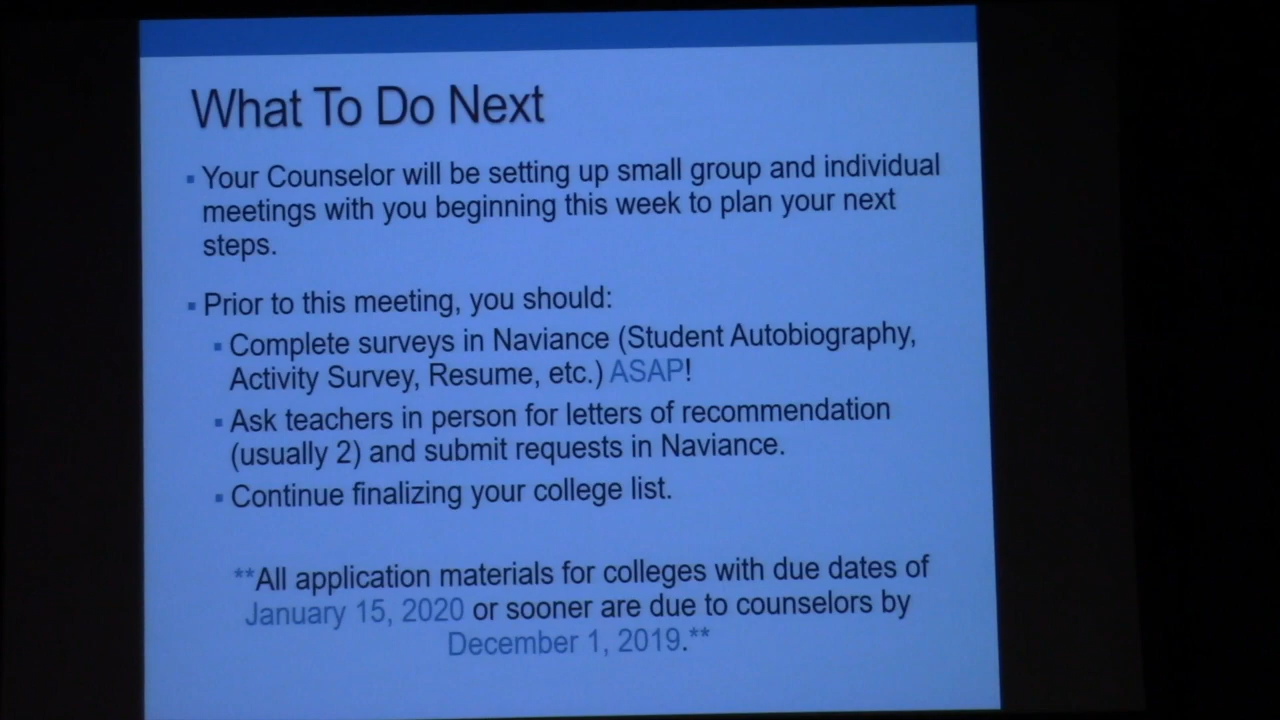 What To Do Next
▪ Your Counselor will be setting up small group and individual
meetings with you beginning this week to plan your next
steps.
▪ Prior to this meeting, you should:
▪ Complete surveys in Naviance (Student Autobiography,
Activity Survey, Resume, etc.) ASAP!
▪ Ask teachers in person for letters of recommendation
(usually 2) and submit requests in Naviance.
▪ Continue finalizing your college list.
**All application materials for colleges with due dates of
January 15, 2020 or sooner are due to counselors by
December 1, 2019.**